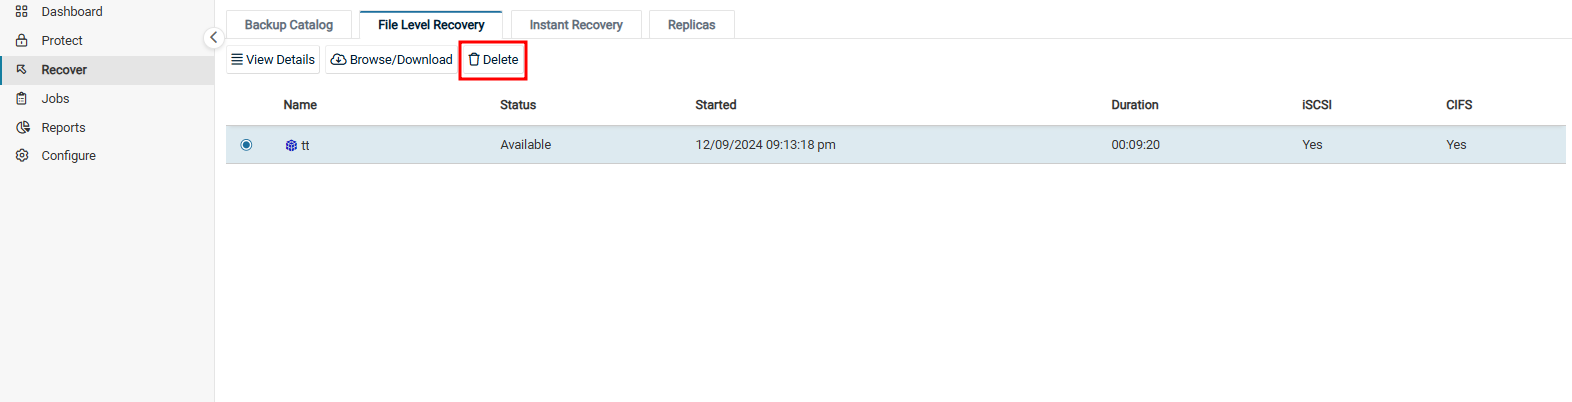 Dashboard
Protect
Recover
Jobs
Reports
Configure
Backup Catalog
File Level Recovery
Instant Recovery
Replicas
View Details
Browse/Download
Delete
Name Status Started Duration iSCSI CIFS
tt Available 12/09/2024 09:13:18 pm 00:09:20 Yes Yes